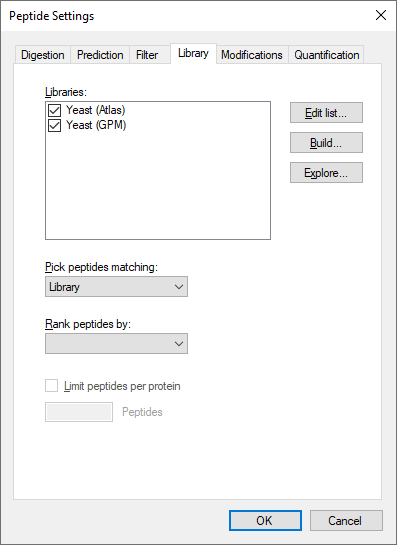 Peptide Settings
Digestion Prediction Filter Library Modifications Quantification
Libraries:
Yeast (Atlas)
Yeast (GPM)
Edit list...
Build...
Explore...
Pick peptides matching:
Library
Rank peptides by:
Limit peptides per protein
Peptides
OK Cancel